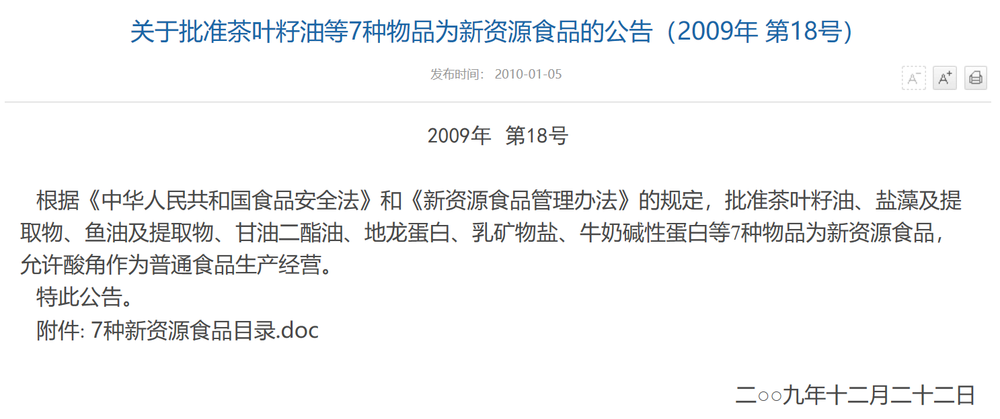 关于批准茶叶籽油等7种物品为新资源食品的公告（2009年 第18号）
发布时间： 2010-01-05
A⁻ A⁺
2009年 第18号
根据《中华人民共和国食品安全法》和《新资源食品管理办法》的规定，批准茶叶籽油、盐藻及提
取物、鱼油及提取物、甘油二酯油、地龙蛋白、乳矿物盐、牛奶碱性蛋白等7种物品为新资源食品，
允许酸角作为普通食品生产经营。
特此公告。
附件: 7种新资源食品目录.doc
二○○九年十二月二十二日